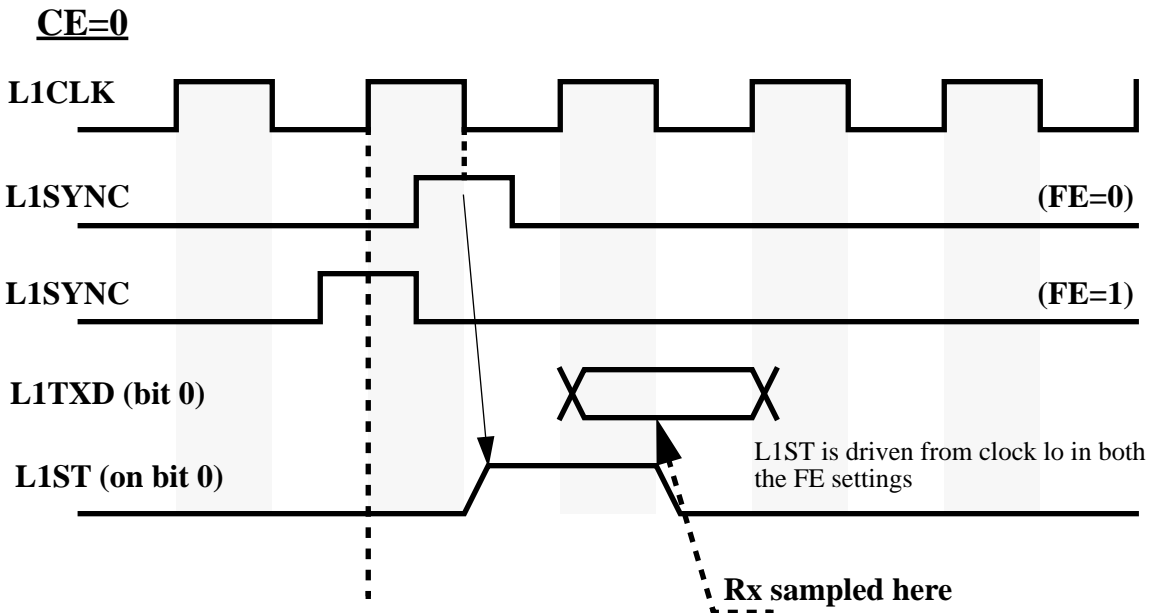 CE=0
L1CLK
L1SYNC (FE=0)
L1SYNC (FE=1)
L1TXD (bit 0)
L1ST is driven from clock lo in both
the FE settings
L1ST (on bit 0)
Rx sampled here